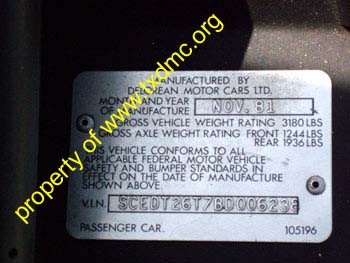 MANUFACTURED BY
DELOREAN MOTOR CARS LTD.
MONTH AND YEAR
OF MANUFACTURE NOV. 81
GROSS VEHICLE WEIGHT RATING 3180 LBS
GROSS AXLE WEIGHT RATING FRONT 1244 LBS
REAR 1936 LBS
THIS VEHICLE CONFORMS TO ALL
APPLICABLE FEDERAL MOTOR VEHICLE
SAFETY AND BUMPER STANDARDS IN
EFFECT ON THE DATE OF MANUFACTURE
SHOWN ABOVE.
V.I.N. SCEDT26T7BD006238
PASSENGER CAR. 105196
property of www.txdmc.org